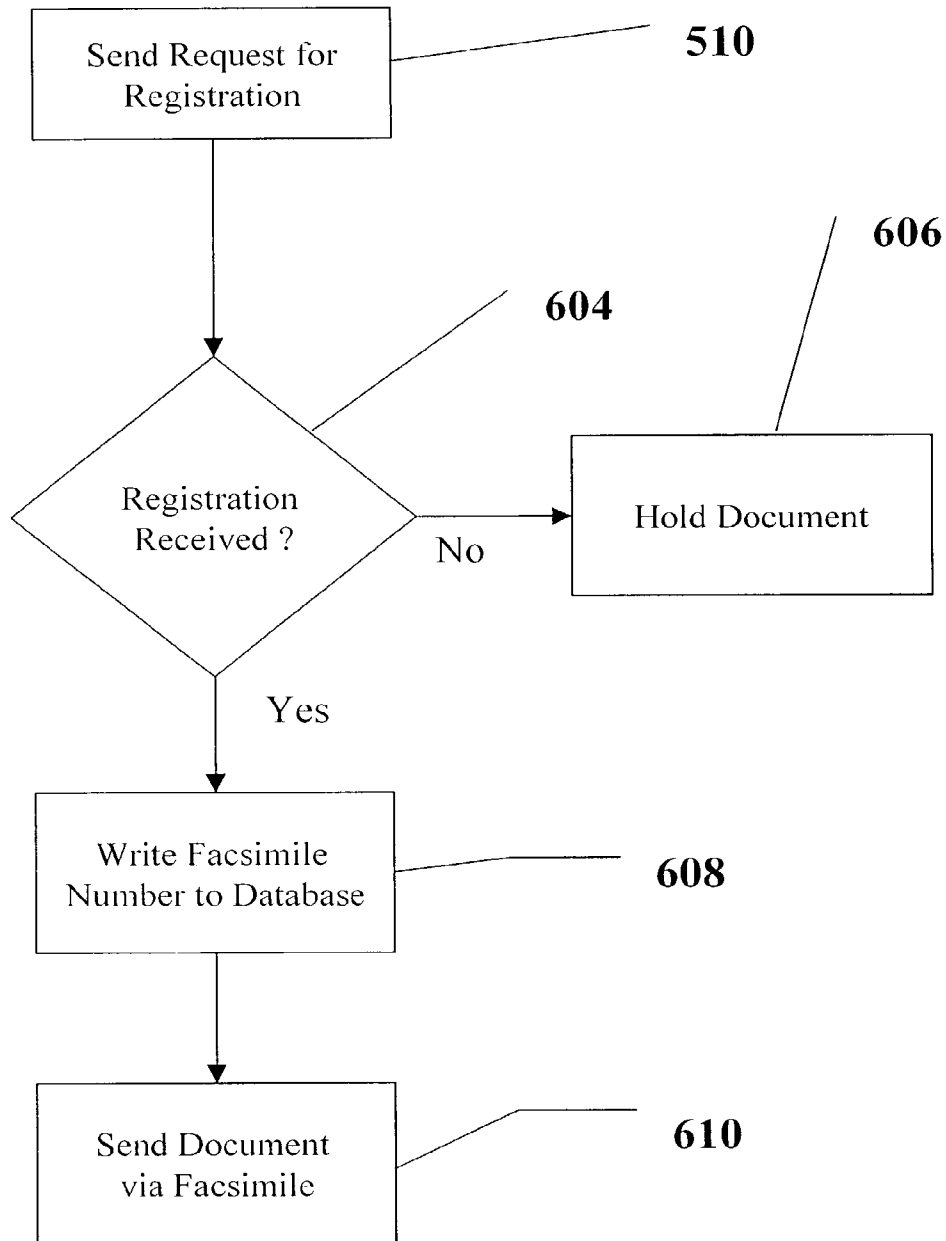 Send Request for
Registration
510
606
604
Registration
Received ?
No
Hold Document
Yes
Write Facsimile
Number to Database
608
Send Document
via Facsimile
610